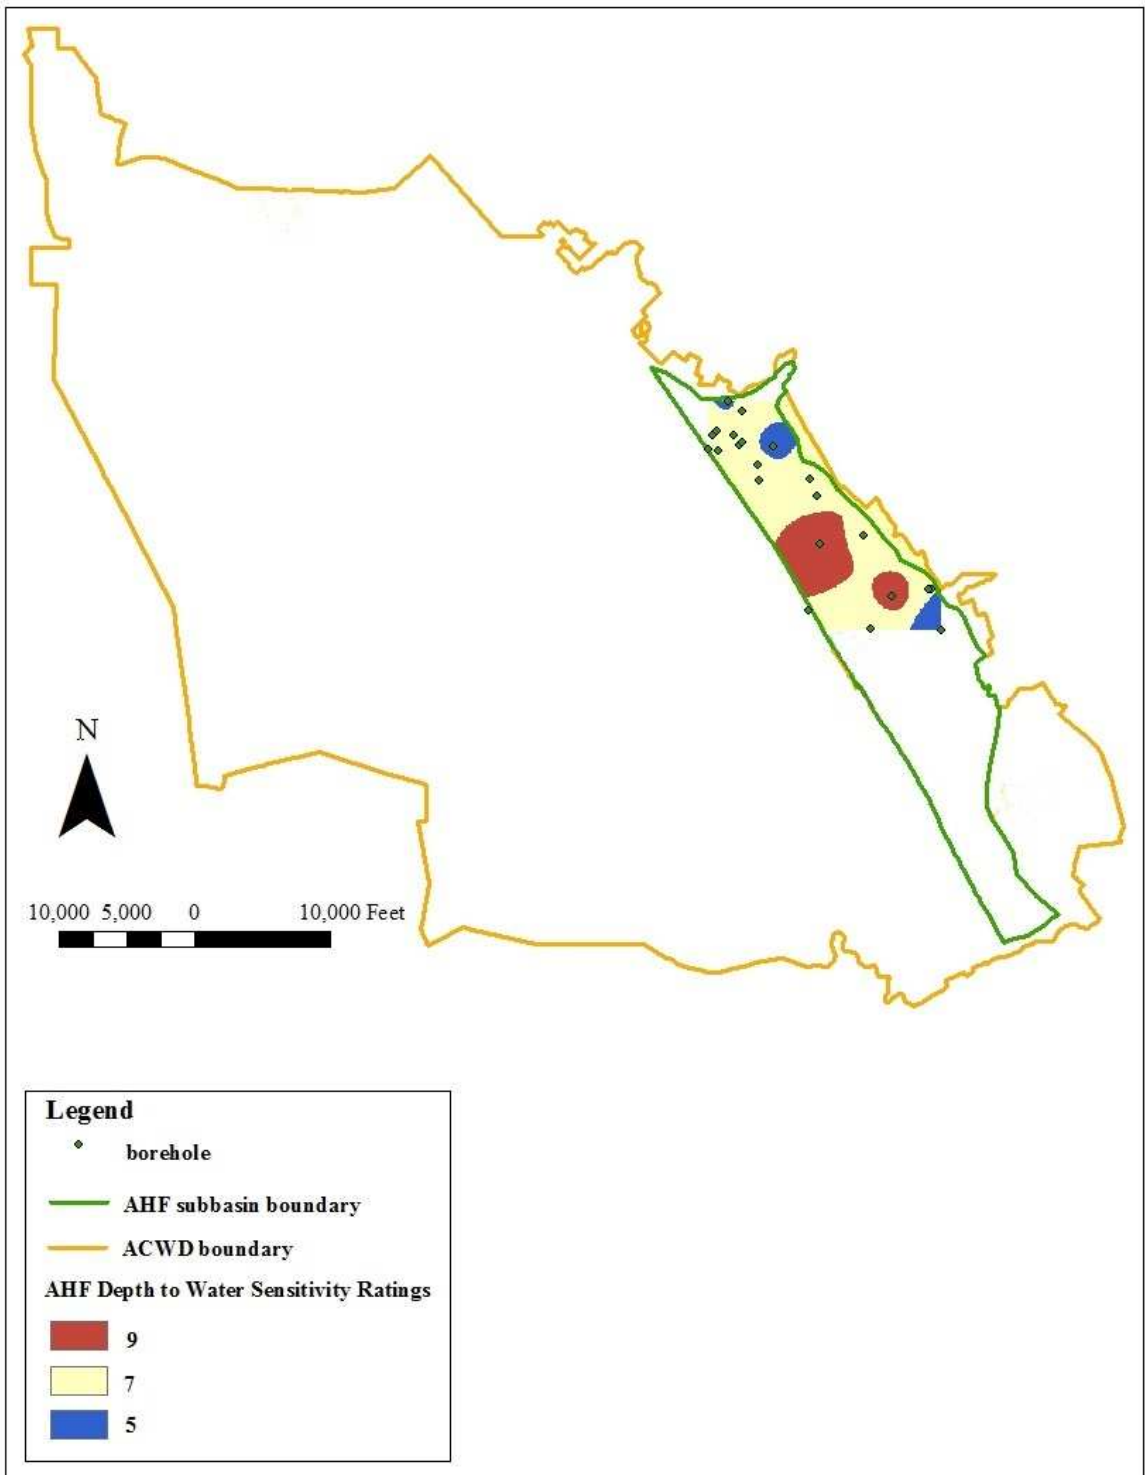 N
10,000 5,000 0 10,000 Feet
Legend
borehole
AHF subbasin boundary
ACWD boundary
AHF Depth to Water Sensitivity Ratings
9
7
5